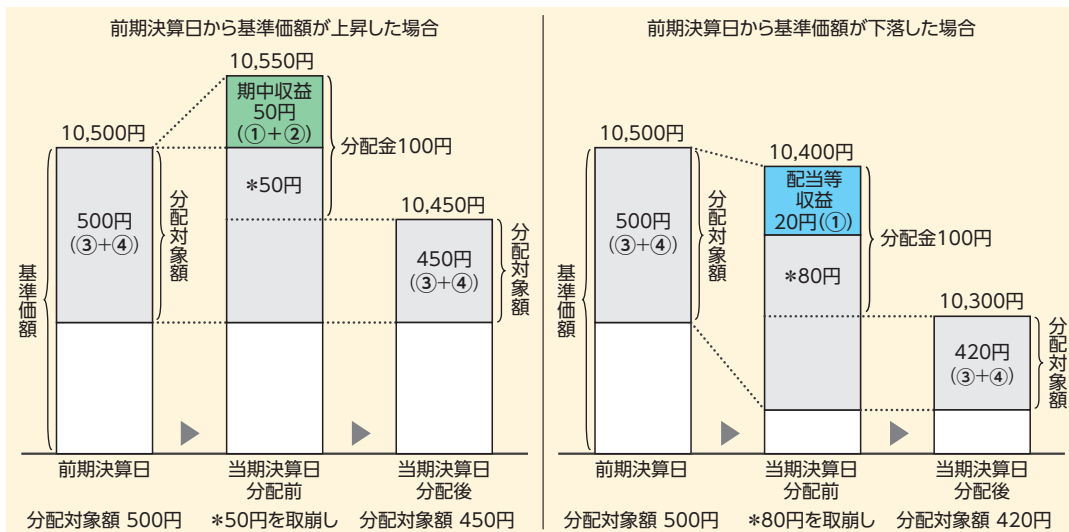 前期決算日から基準価額が上昇した場合
10,500円
500円
(③+④)
分配対象額
基準価額
10,550円
期中収益
50円
(①+②)
*50円
分配金100円
10,450円
450円
(③+④)
分配対象額
前期決算日
当期決算日
分配前
当期決算日
分配後
分配対象額 500円
*50円を取崩し
分配対象額 450円
前期決算日から基準価額が下落した場合
10,500円
500円
(③+④)
分配対象額
基準価額
10,400円
配当等
収益
20円(①)
*80円
分配金100円
10,300円
420円
(③+④)
分配対象額
前期決算日
当期決算日
分配前
当期決算日
分配後
分配対象額 500円
*80円を取崩し
分配対象額 420円